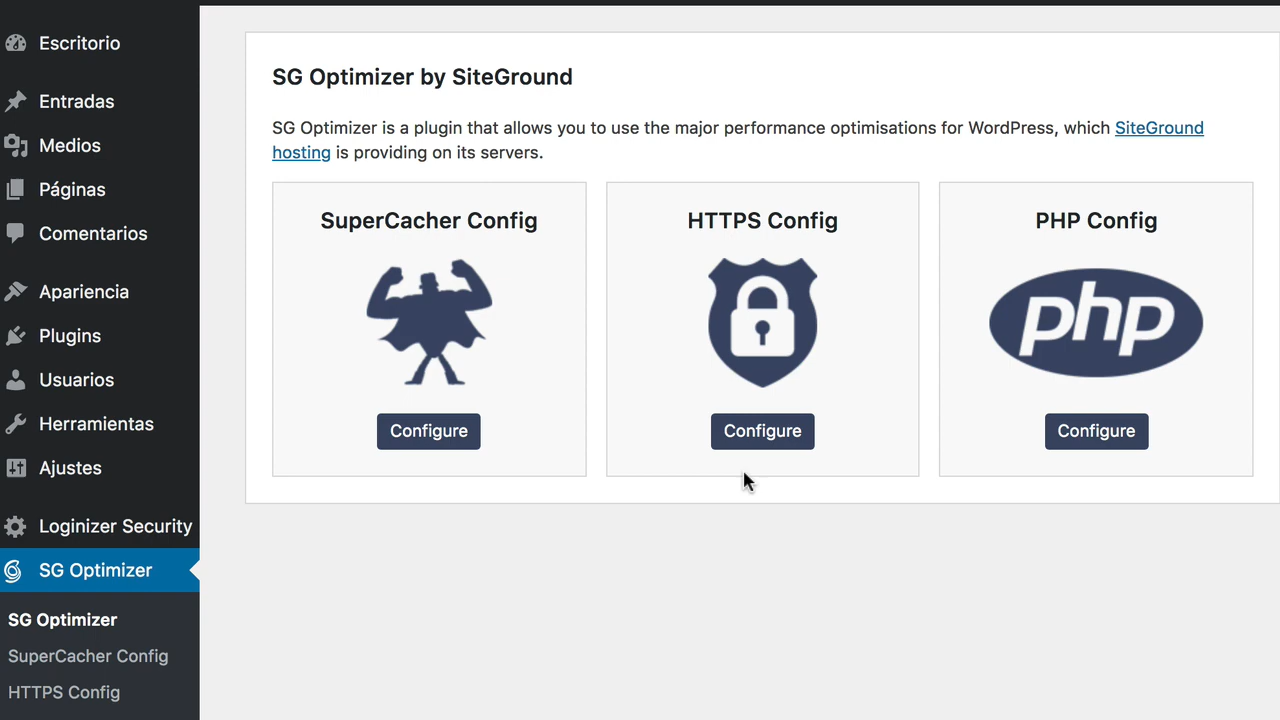 Escritorio
Entradas
Medios
Páginas
Comentarios
Apariencia
Plugins
Usuarios
Herramientas
Ajustes
Loginizer Security
SG Optimizer
SG Optimizer
SuperCacher Config
HTTPS Config
SG Optimizer by SiteGround
SG Optimizer is a plugin that allows you to use the major performance optimisations for WordPress, which SiteGround
hosting is providing on its servers.
SuperCacher Config
Configure
HTTPS Config
Configure
PHP Config
php
Configure